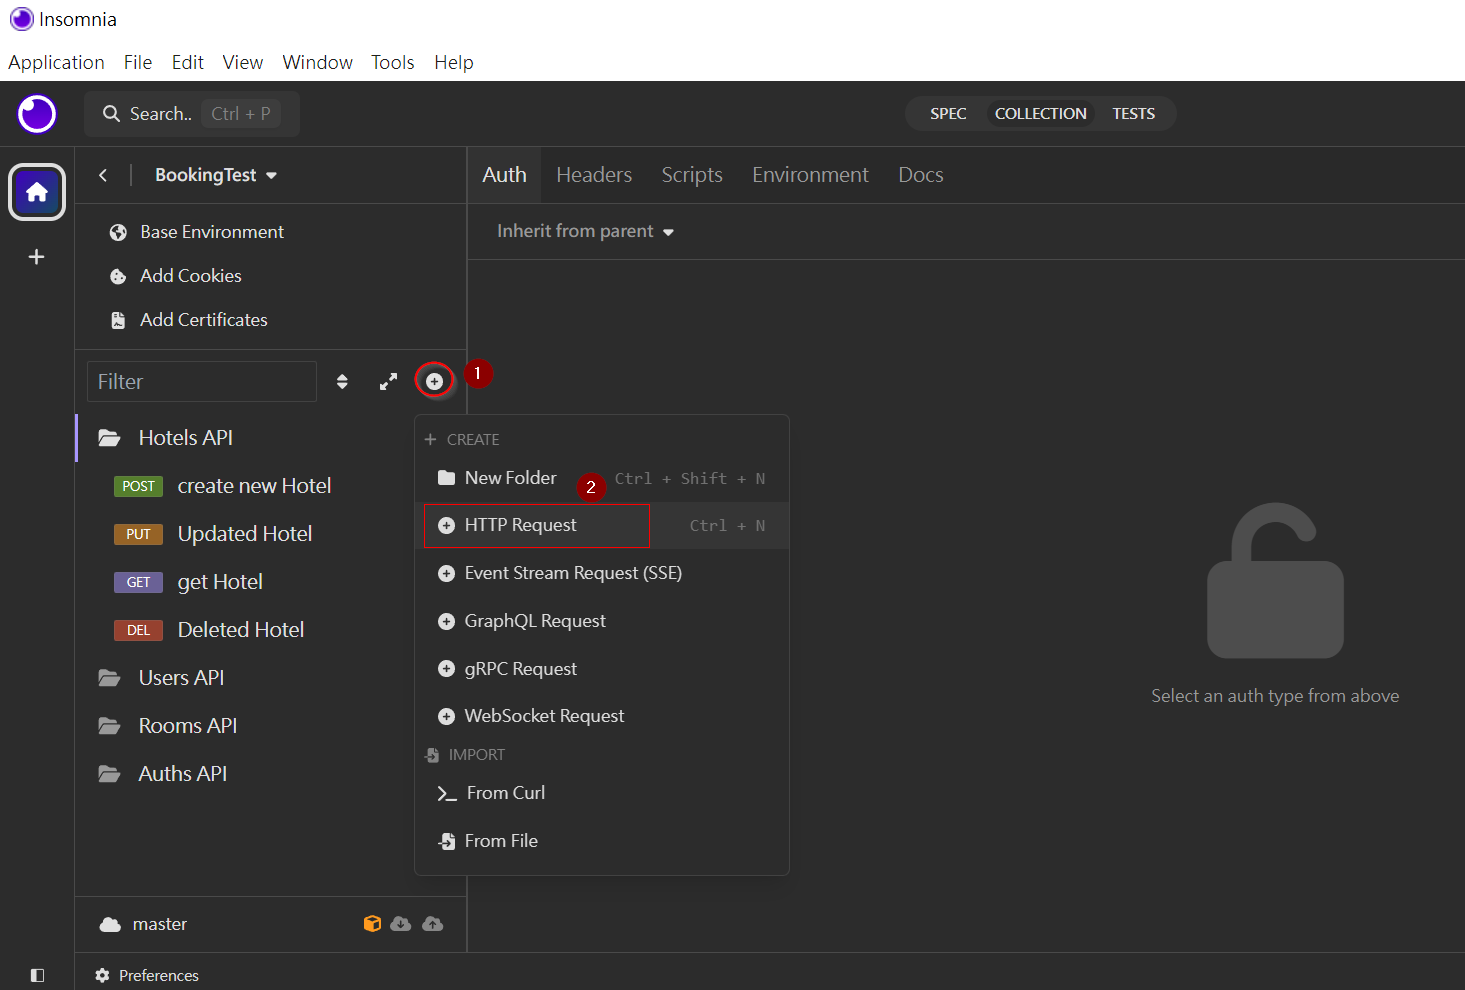 Insomnia
Application File Edit View Window Tools Help
Search.. Ctrl + P
SPEC COLLECTION TESTS
BookingTest
Auth Headers Scripts Environment Docs
Base Environment
Inherit from parent
Add Cookies
Add Certificates
Filter
1
Hotels API
POST create new Hotel
PUT Updated Hotel
GET get Hotel
DEL Deleted Hotel
Users API
Rooms API
Auths API
CREATE
New Folder Ctrl + Shift + N
2
HTTP Request Ctrl + N
Event Stream Request (SSE)
GraphQL Request
gRPC Request
WebSocket Request
IMPORT
From Curl
From File
Select an auth type from above
master
Preferences